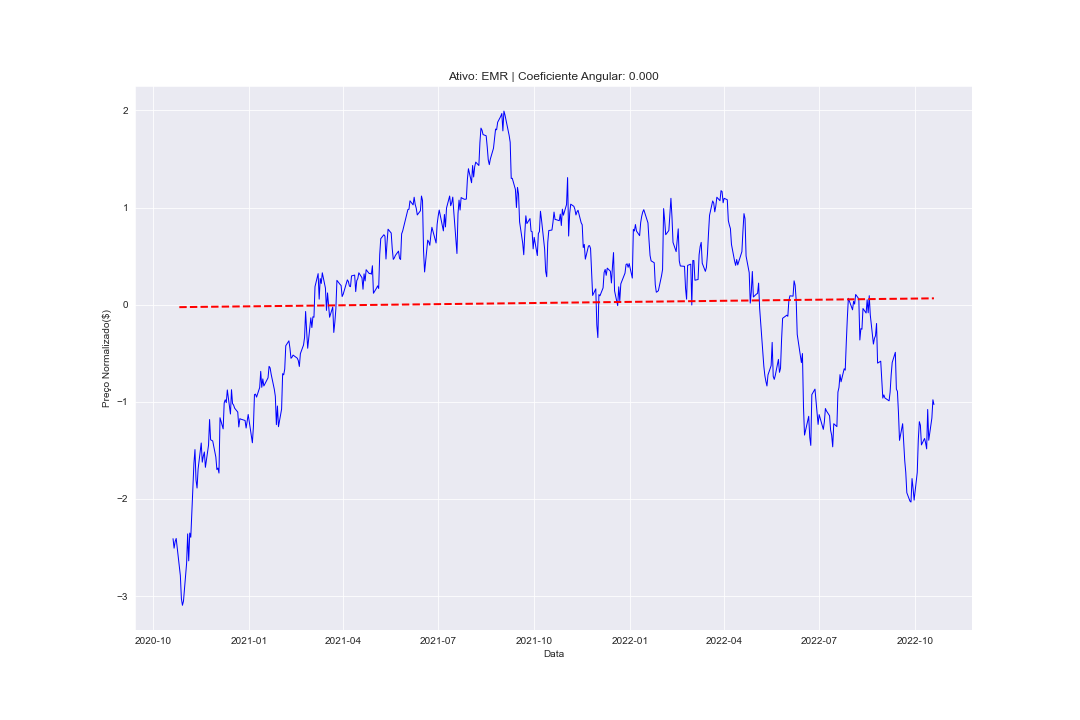 Ativo: EMR | Coeficiente Angular: 0.000
Preço Normalizado($)
2
1
0
−1
−2
−3
2020-10 2021-01 2021-04 2021-07 2021-10 2022-01 2022-04 2022-07 2022-10
Data